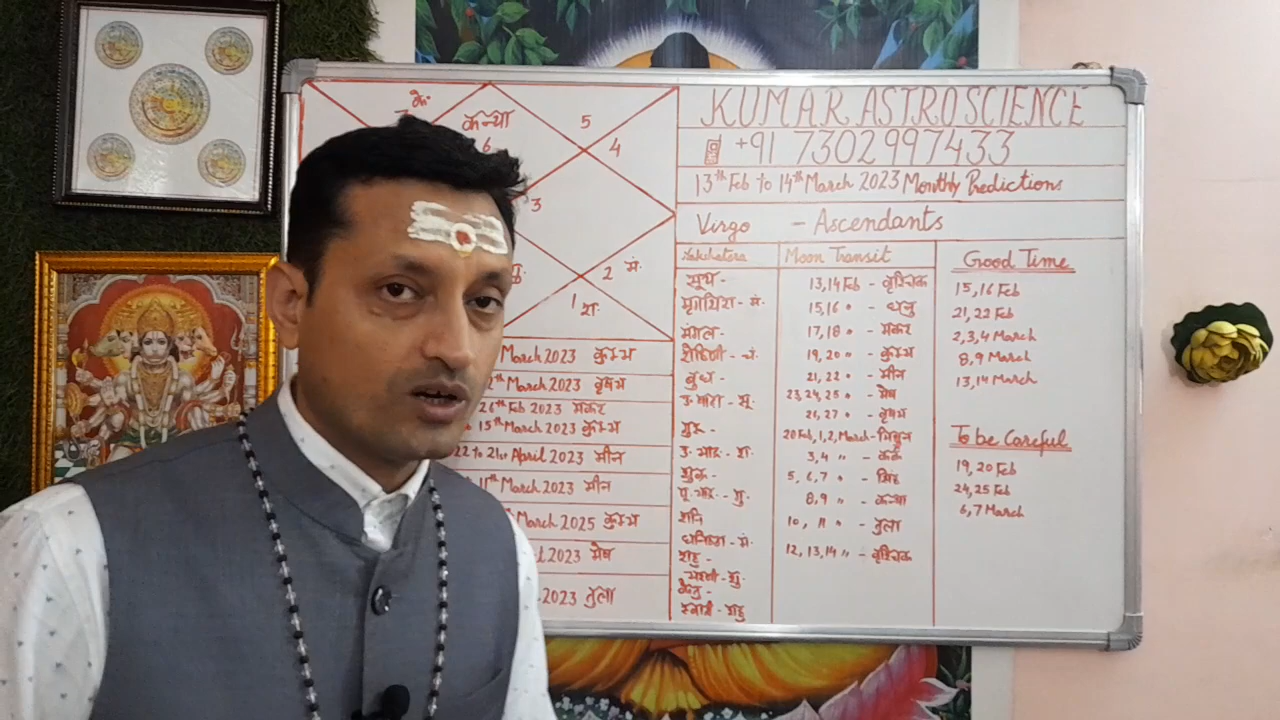 के.
7
कन्या
6
5
4
3
2 मं.
1
श.
KUMAR ASTROSCIENCE
+91 7302997433
13th Feb to 14th March 2023 Monthly Predictions
Virgo - Ascendants
March 2023 कुम्भ
March 2023 वृषभ
26th Feb 2023 मकर
15th March 2023 कुम्भ
22 to 21st April 2023 मीन
11th March 2023 मीन
March 2025 कुम्भ
2023 मेष
2023 तुला
Nakshatra
सूर्य -
मंगल -
रोहिणी - चं.
बुध -
गुरु -
उ. भाद्र - श.
शुक्र -
शनि
धनिष्ठा - मं.
राहु -
केतु -
स्वाति - राहु
Moon Transit
13, 14 Feb - वृश्चिक
15, 16 " - धनु
17, 18 " - मकर
19, 20 " - कुम्भ
21, 22 " - मीन
23, 24, 25 " - मेष
26, 27 " - वृषभ
28 Feb, 1, 2, March - मिथुन
3, 4 " - कर्क
5, 6, 7 " - सिंह
8, 9 " - कन्या
10, 11 " - तुला
12, 13, 14 " - वृश्चिक
Good Time
15, 16 Feb
21, 22 Feb
2, 3, 4 March
8, 9 March
13, 14 March
To be Careful
19, 20 Feb
24, 25 Feb
6, 7 March